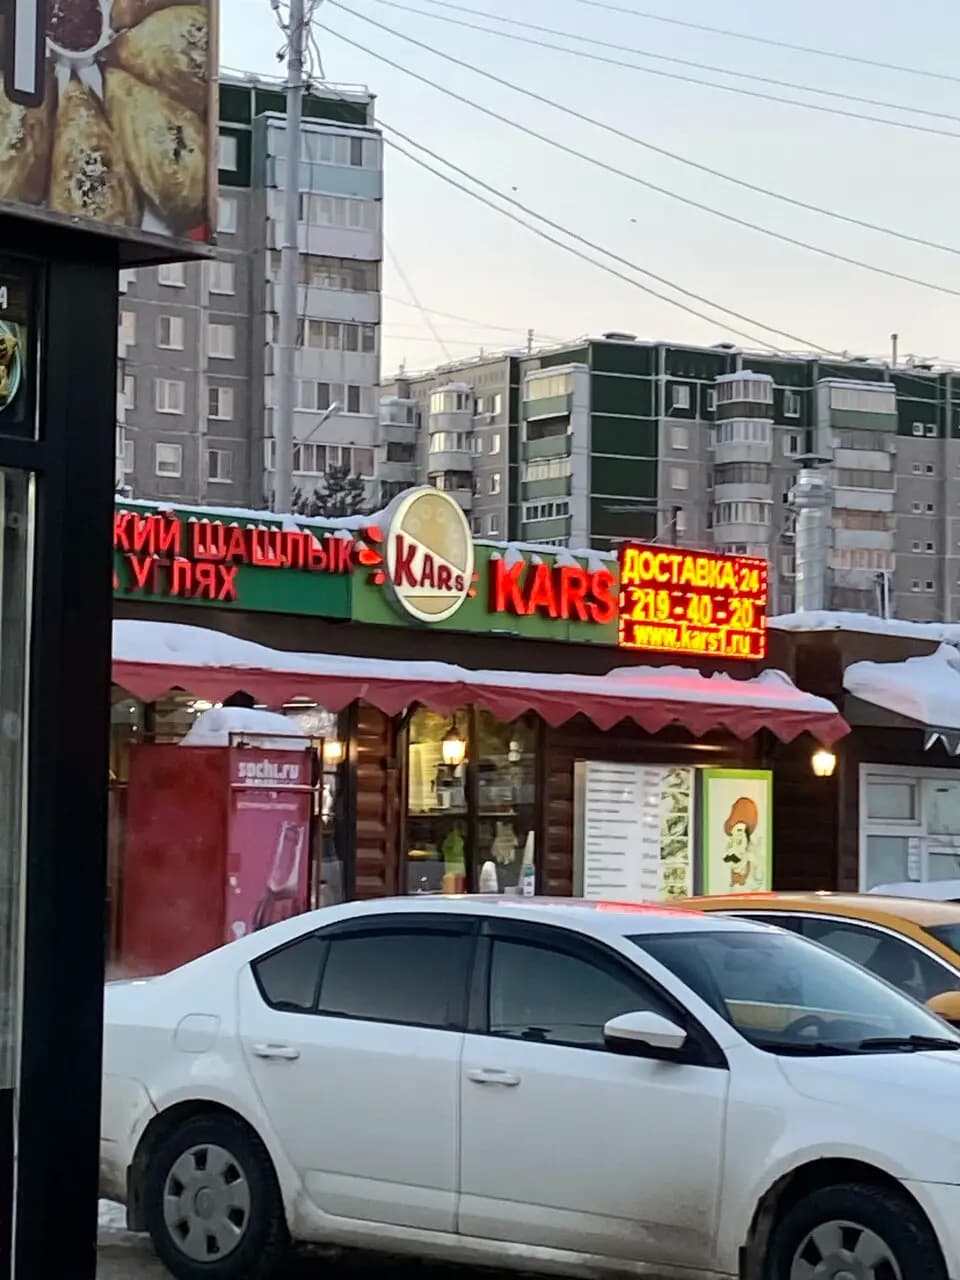 КИЙ ШАШЛЫК
УГЛЯХ
KARS
KARS
ДОСТАВКА 24
219-40-20
www.kars1.ru
sochi.ru